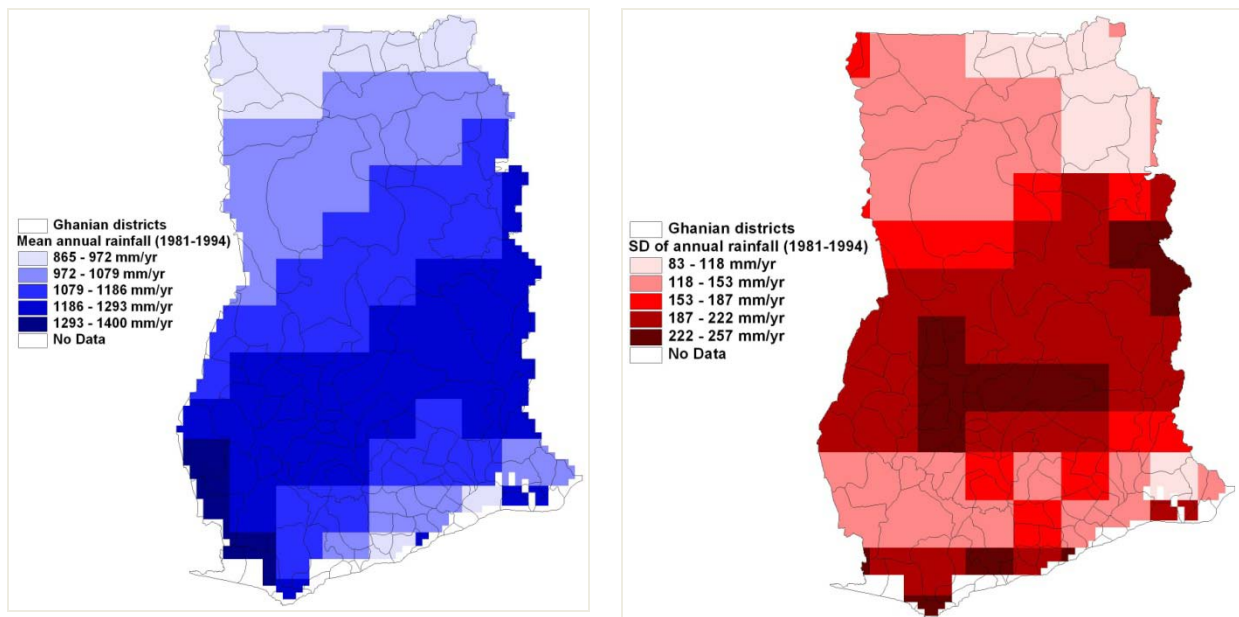 Ghanian districts
Mean annual rainfall (1981-1994)
865 - 972 mm/yr
972 - 1079 mm/yr
1079 - 1186 mm/yr
1186 - 1293 mm/yr
1293 - 1400 mm/yr
No Data
Ghanian districts
SD of annual rainfall (1981-1994)
83 - 118 mm/yr
118 - 153 mm/yr
153 - 187 mm/yr
187 - 222 mm/yr
222 - 257 mm/yr
No Data